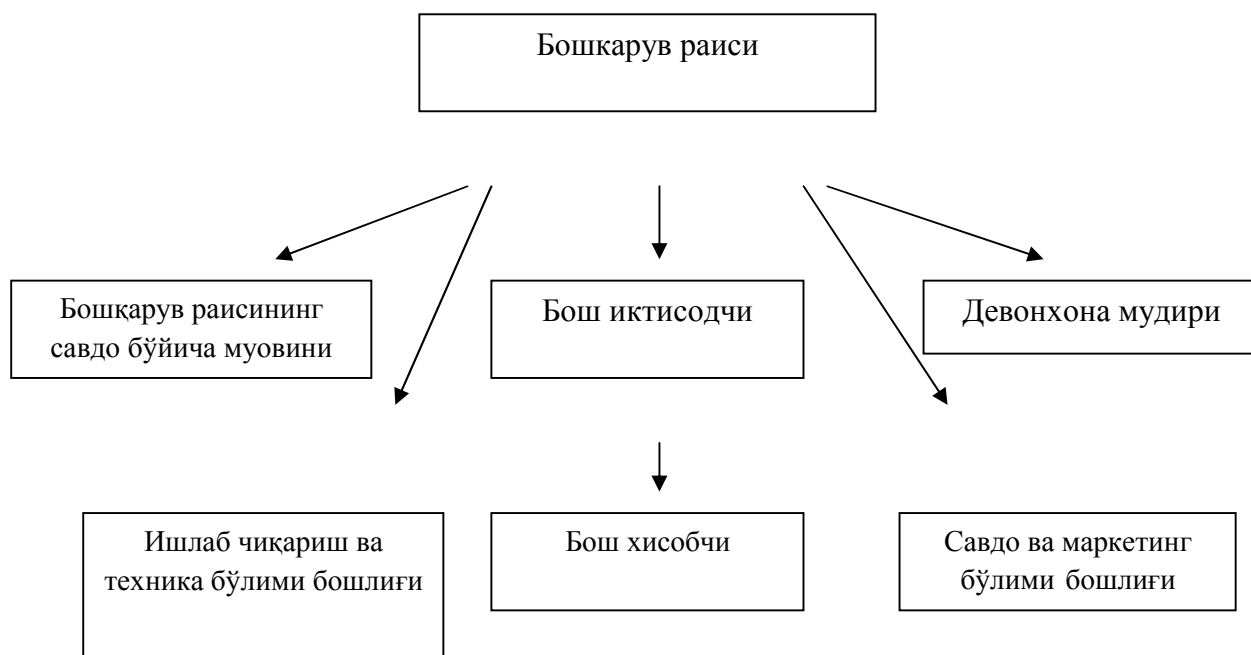 Бошкарув раиси
Бошқарув раисининг
савдо бўйича муовини
Бош иктисодчи
Девонхона мудири
Ишлаб чиқариш ва
техника бўлими бошлиғи
Бош хисобчи
Савдо ва маркетинг
бўлими бошлиғи